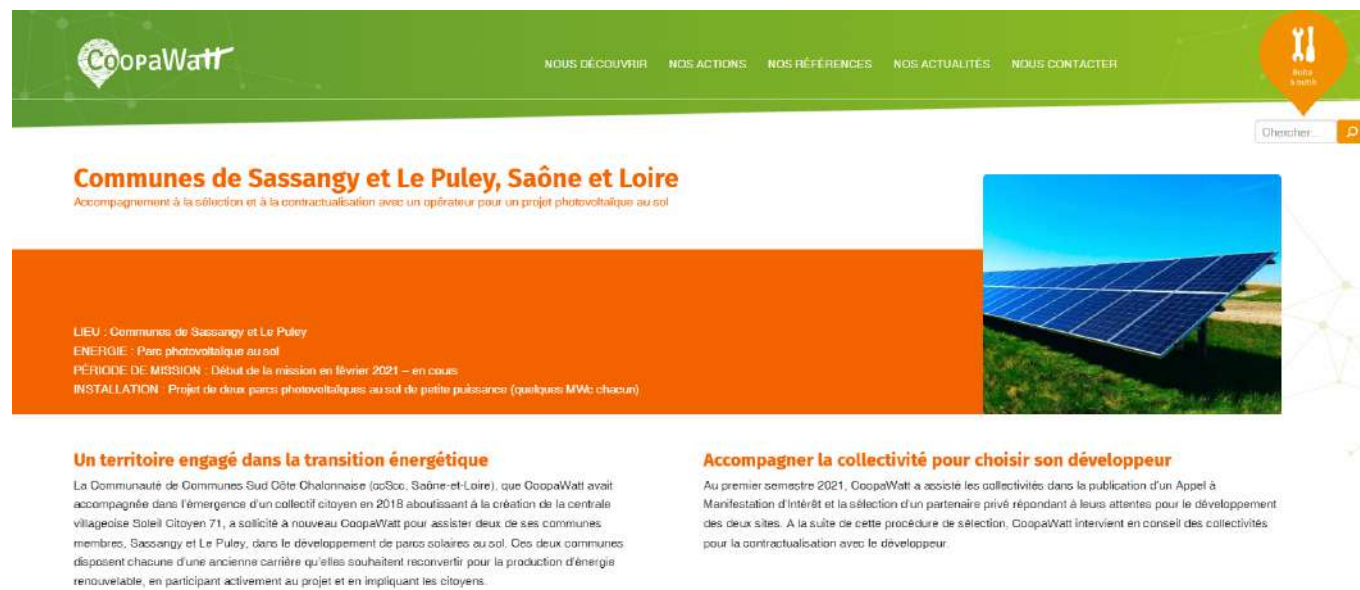 CoopaWatt
NOUS DÉCOUVRIR NOS ACTIONS NOS RÉFÉRENCES NOS ACTUALITÉS NOUS CONTACTER
Boîte
à outils
Chercher...
Communes de Sassangy et Le Puley, Saône et Loire
Accompagnement à la sélection et à la contractualisation avec un opérateur pour un projet photovoltaïque au sol
LIEU : Communes de Sassangy et Le Puley
ENERGIE : Parc photovoltaïque au sol
PÉRIODE DE MISSION : Début de la mission en février 2021 – en cours
INSTALLATION : Projet de deux parcs photovoltaïques au sol de petite puissance (quelques MWc chacun)
Un territoire engagé dans la transition énergétique
La Communauté de Communes Sud Côte Chalonnaise (ccScc, Saône-et-Loire), que CoopaWatt avait
accompagnée dans l'émergence d'un collectif citoyen en 2018 aboutissant à la création de la centrale
villageoise Soleil Citoyen 71, a sollicité à nouveau CoopaWatt pour assister deux de ses communes
membres, Sassangy et Le Puley, dans le développement de parcs solaires au sol. Ces deux communes
disposent chacune d'une ancienne carrière qu'elles souhaitent reconvertir pour la production d'énergie
renouvelable, en participant activement au projet et en impliquant les citoyens.
Accompagner la collectivité pour choisir son développeur
Au premier semestre 2021, CoopaWatt a assisté les collectivités dans la publication d'un Appel à
Manifestation d'Intérêt et la sélection d'un partenaire privé répondant à leurs attentes pour le développement
des deux sites. A la suite de cette procédure de sélection, CoopaWatt intervient en conseil des collectivités
pour la contractualisation avec le développeur.